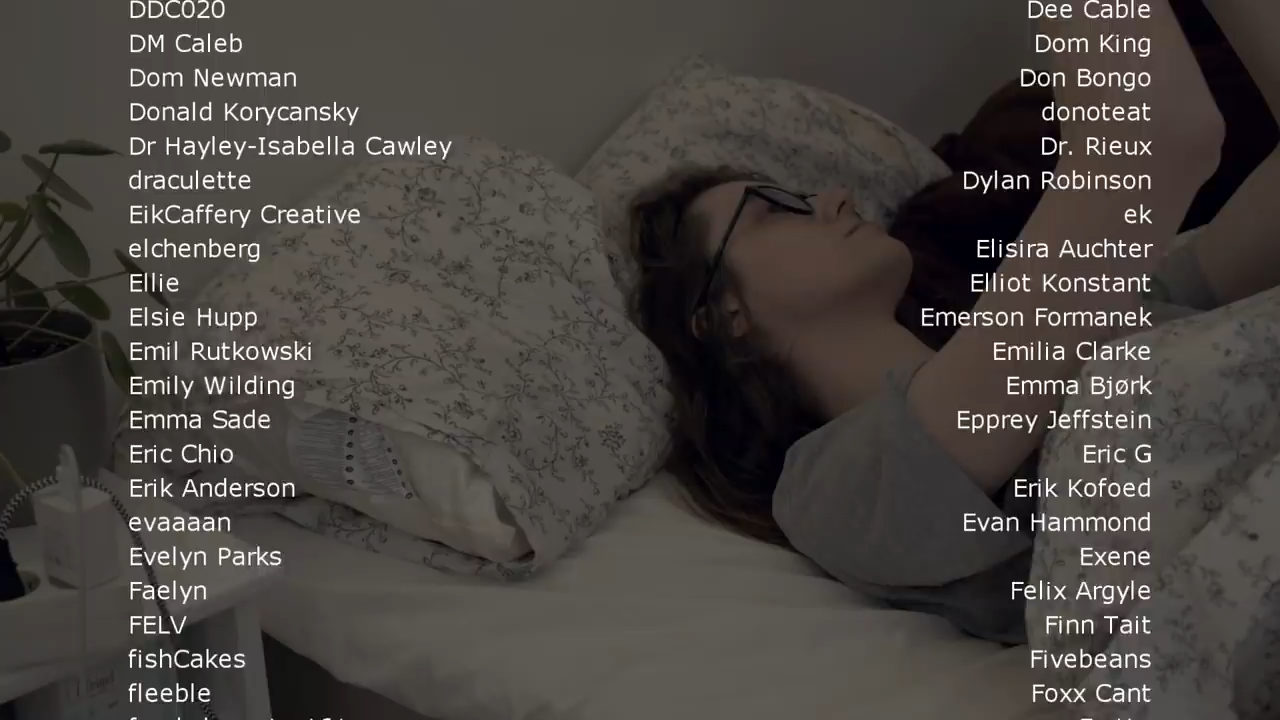 DDC020
Dee Cable
DM Caleb
Dom King
Dom Newman
Don Bongo
Donald Korycansky
donoteat
Dr Hayley-Isabella Cawley
Dr. Rieux
draculette
Dylan Robinson
EikCaffery Creative
ek
elchenberg
Elisira Auchter
Ellie
Elliot Konstant
Elsie Hupp
Emerson Formanek
Emil Rutkowski
Emilia Clarke
Emily Wilding
Emma Bjørk
Emma Sade
Epprey Jeffstein
Eric Chio
Eric G
Erik Anderson
Erik Kofoed
evaaaan
Evan Hammond
Evelyn Parks
Exene
Faelyn
Felix Argyle
FELV
Finn Tait
fishCakes
Fivebeans
fleeble
Foxx Cant